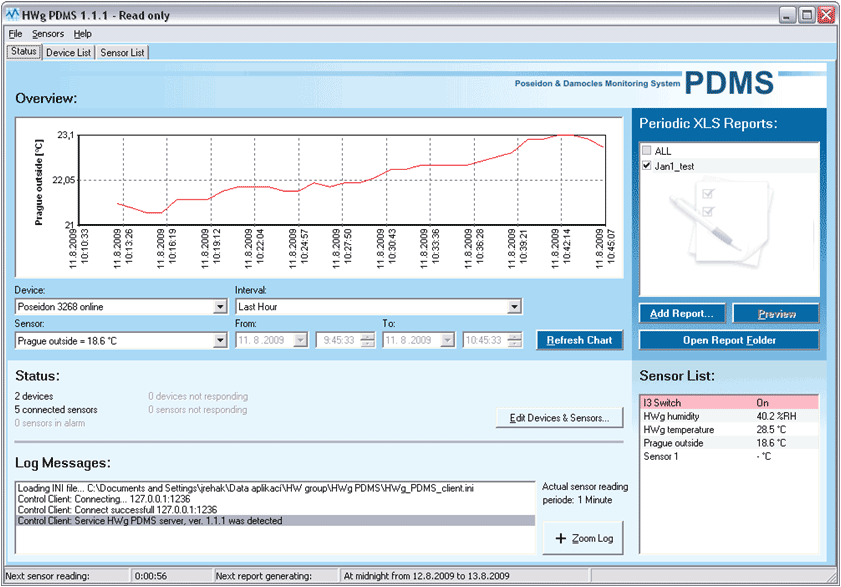 HWg PDMS 1.1.1 - Read only
File Sensors Help
Status Device List Sensor List
Poseidon & Damocles Monitoring System PDMS
Overview:
Prague outside [°C]
23,1
22,05
21
11.8.2009 10:10:33
11.8.2009 10:13:26
11.8.2009 10:16:19
11.8.2009 10:19:12
11.8.2009 10:22:04
11.8.2009 10:24:57
11.8.2009 10:27:50
11.8.2009 10:30:43
11.8.2009 10:33:36
11.8.2009 10:36:28
11.8.2009 10:39:21
11.8.2009 10:42:14
11.8.2009 10:45:07
Periodic XLS Reports:
ALL
Jan1_test
Add Report... Preview
Open Report Folder
Device: Interval:
Poseidon 3268 online Last Hour
Sensor: From: To:
Prague outside = 18.6 °C 11. 8 .2009 9:45:33 11. 8 .2009 10:45:33 Refresh Chart
Status:
2 devices 0 devices not responding
5 connected sensors 0 sensors not responding
0 sensors in alarm
Edit Devices & Sensors...
Sensor List:
I3 Switch On
HWg humidity 40.2 %RH
HWg temperature 28.5 °C
Prague outside 18.6 °C
Sensor 1 - °C
Log Messages:
Loading INI file... C:\Documents and Settings\jrehak\Data aplikací\HW group\HWg PDMS\HWg_PDMS_client.ini
Control Client: Connecting... 127.0.0.1:1236
Control Client: Connect successfull 127.0.0.1:1236
Control Client: Service HWg PDMS server, ver. 1.1.1 was detected
Actual sensor reading
periode: 1 Minute
+ Zoom Log
Next sensor reading: 0:00:56 Next report generating: At midnight from 12.8.2009 to 13.8.2009